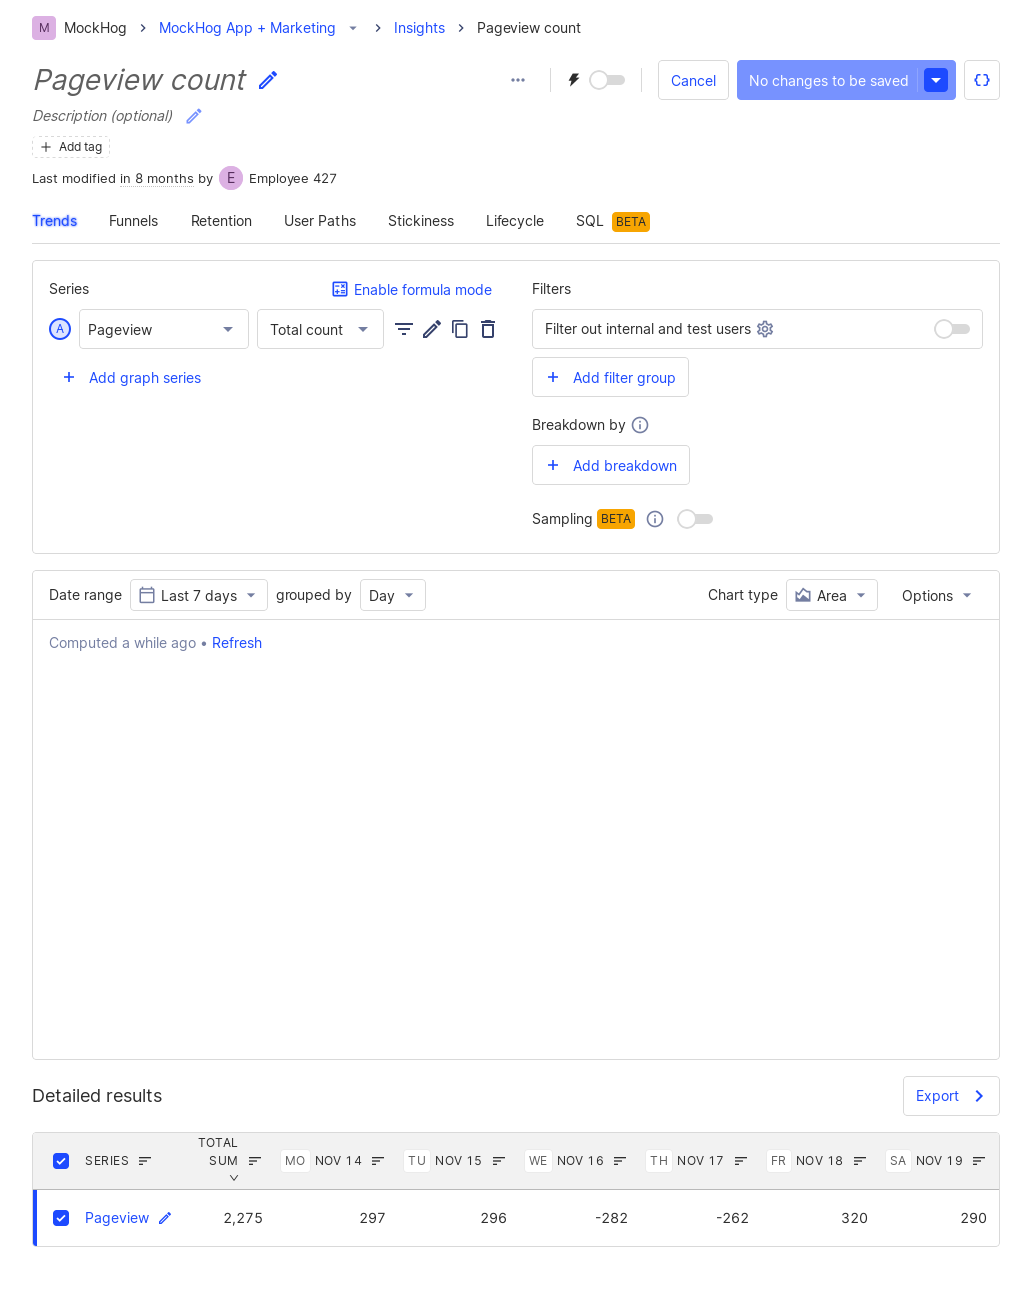 M MockHog > MockHog App + Marketing > Insights > Pageview count
Pageview count
Cancel No changes to be saved
Description (optional)
+ Add tag
Last modified in 8 months by E Employee 427
Trends Funnels Retention User Paths Stickiness Lifecycle SQL BETA
Series Enable formula mode
A Pageview Total count
+ Add graph series
Filters
Filter out internal and test users
+ Add filter group
Breakdown by
+ Add breakdown
Sampling BETA
Date range Last 7 days grouped by Day Chart type Area Options
Computed a while ago • Refresh
Detailed results Export
SERIES TOTAL SUM MO NOV 14 TU NOV 15 WE NOV 16 TH NOV 17 FR NOV 18 SA NOV 19
Pageview 2,275 297 296 -282 -262 320 290